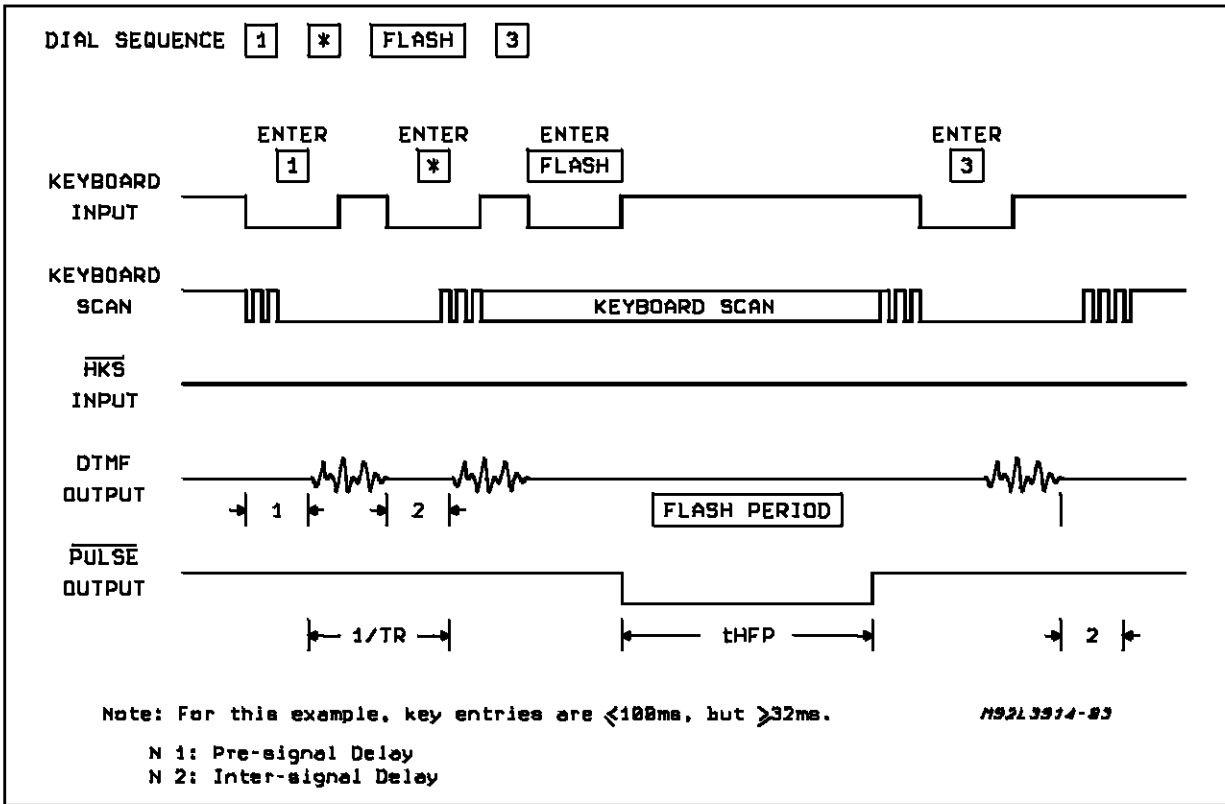 DIAL SEQUENCE 1 * FLASH 3
ENTER ENTER ENTER ENTER
1 * FLASH 3
KEYBOARD
INPUT
KEYBOARD
SCAN
KEYBOARD SCAN
HKS
INPUT
DTMF
OUTPUT
1 2 FLASH PERIOD
PULSE
OUTPUT
1/TR tHFP 2
Note: For this example, key entries are ⩽100ms, but ⩾32ms.
M92L3914-03
N 1: Pre-signal Delay
N 2: Inter-signal Delay